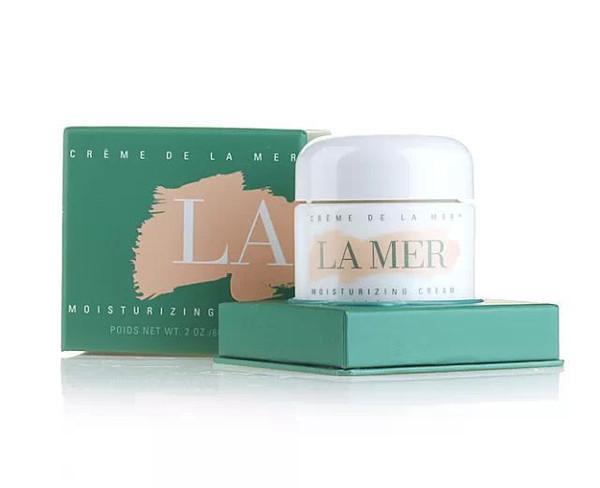 CRÈME DE LA MER
LA
MOISTURIZING
POIDS NET WT. 2 OZ./6
CRÈME DE LA MER
LA MER
MOISTURIZING CREAM